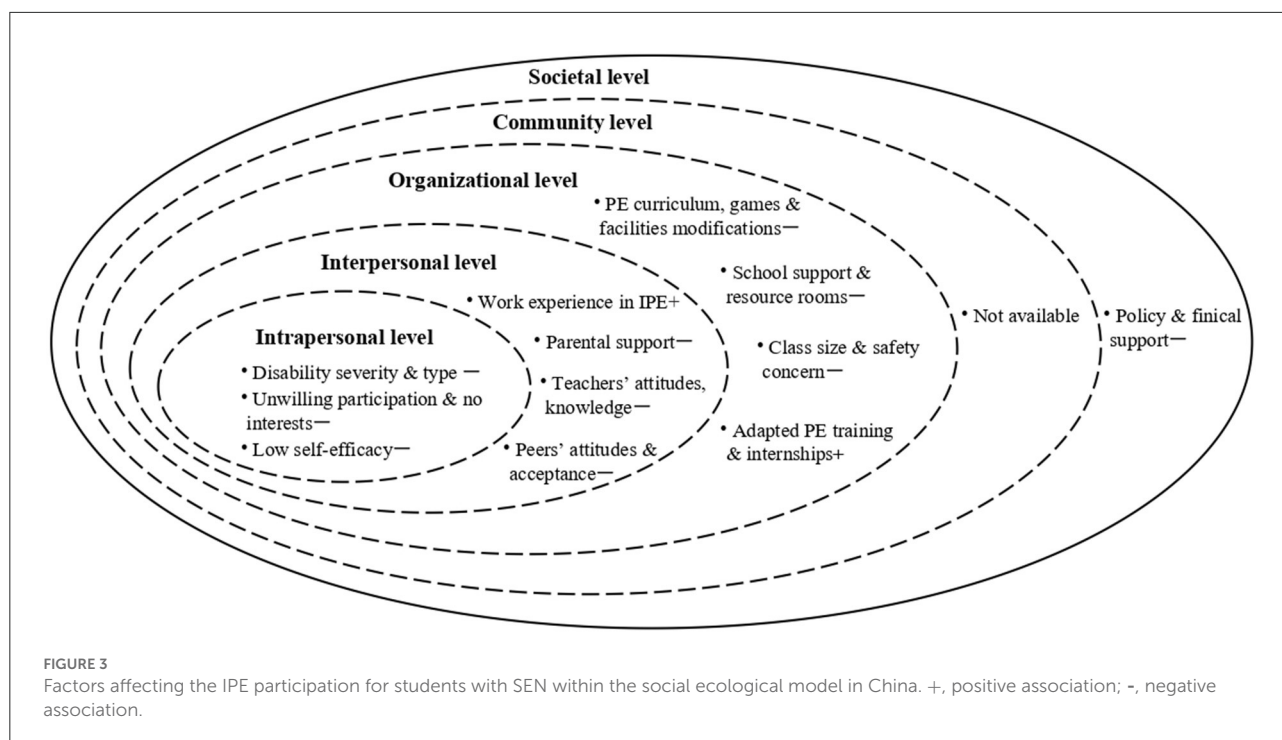 Societal level
Community level
Organizational level
• PE curriculum, games &
facilities modifications—
Interpersonal level
• School support &
resource rooms—
• Work experience in IPE+
• Not available
• Policy & finical
support—
Intrapersonal level
• Parental support—
• Class size & safety
concern—
• Disability severity & type —
• Teachers' attitudes,
knowledge—
• Unwilling participation & no
interests—
• Adapted PE training
& internships+
• Low self-efficacy—
• Peers' attitudes &
acceptance—
FIGURE 3
Factors affecting the IPE participation for students with SEN within the social ecological model in China. +, positive association; -, negative
association.